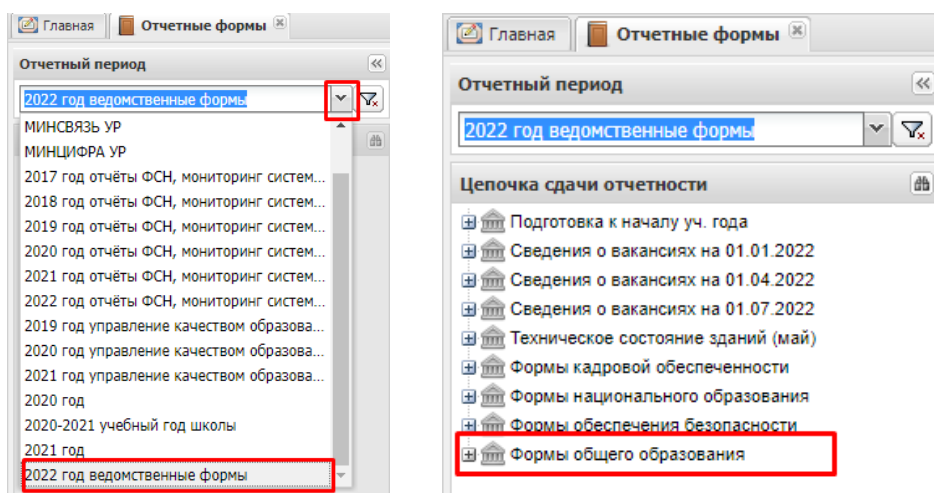 Главная
Отчетные формы
Отчетный период
2022 год ведомственные формы
МИНСВЯЗЬ УР
МИНЦИФРА УР
2017 год отчёты ФСН, мониторинг систем...
2018 год отчёты ФСН, мониторинг систем...
2019 год отчёты ФСН, мониторинг систем...
2020 год отчёты ФСН, мониторинг систем...
2021 год отчёты ФСН, мониторинг систем...
2022 год отчёты ФСН, мониторинг систем...
2019 год управление качеством образова...
2020 год управление качеством образова...
2021 год управление качеством образова...
2020 год
2020-2021 учебный год школы
2021 год
2022 год ведомственные формы
Главная
Отчетные формы
Отчетный период
2022 год ведомственные формы
Цепочка сдачи отчетности
Подготовка к началу уч. года
Сведения о вакансиях на 01.01.2022
Сведения о вакансиях на 01.04.2022
Сведения о вакансиях на 01.07.2022
Техническое состояние зданий (май)
Формы кадровой обеспеченности
Формы национального образования
Формы обеспечения безопасности
Формы общего образования